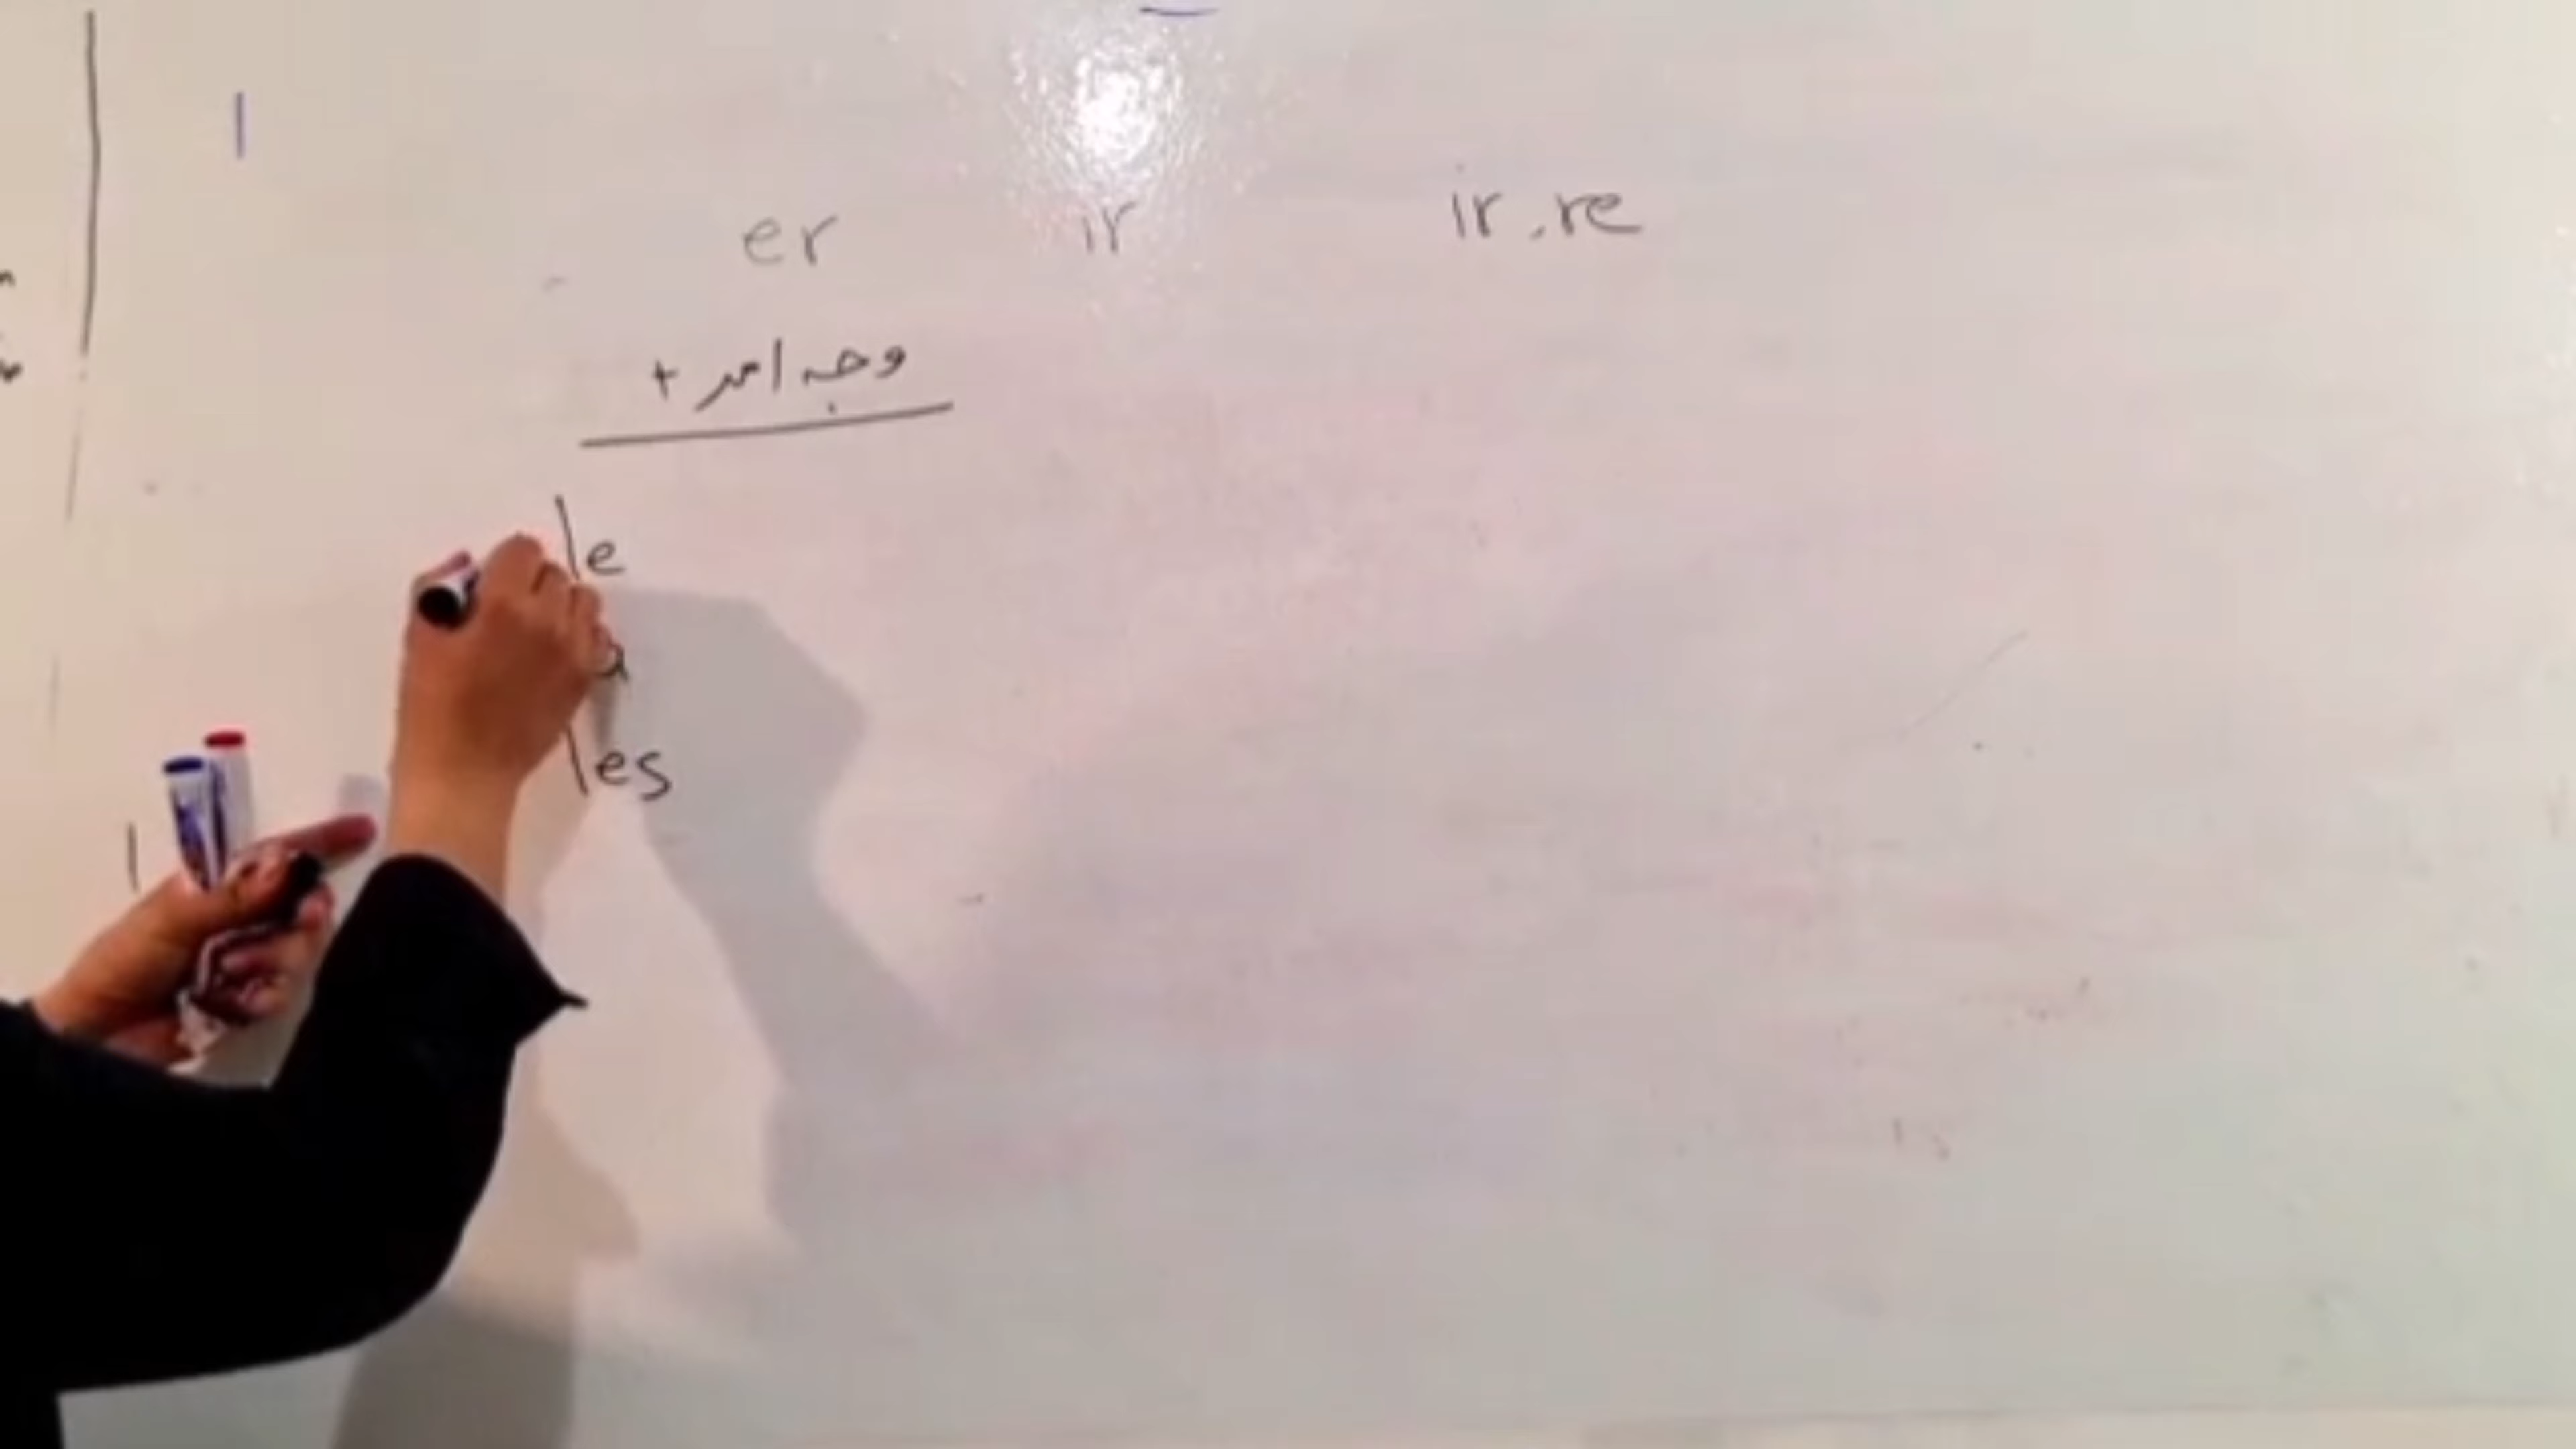 er ir ir, re
وجه امر +
le
les